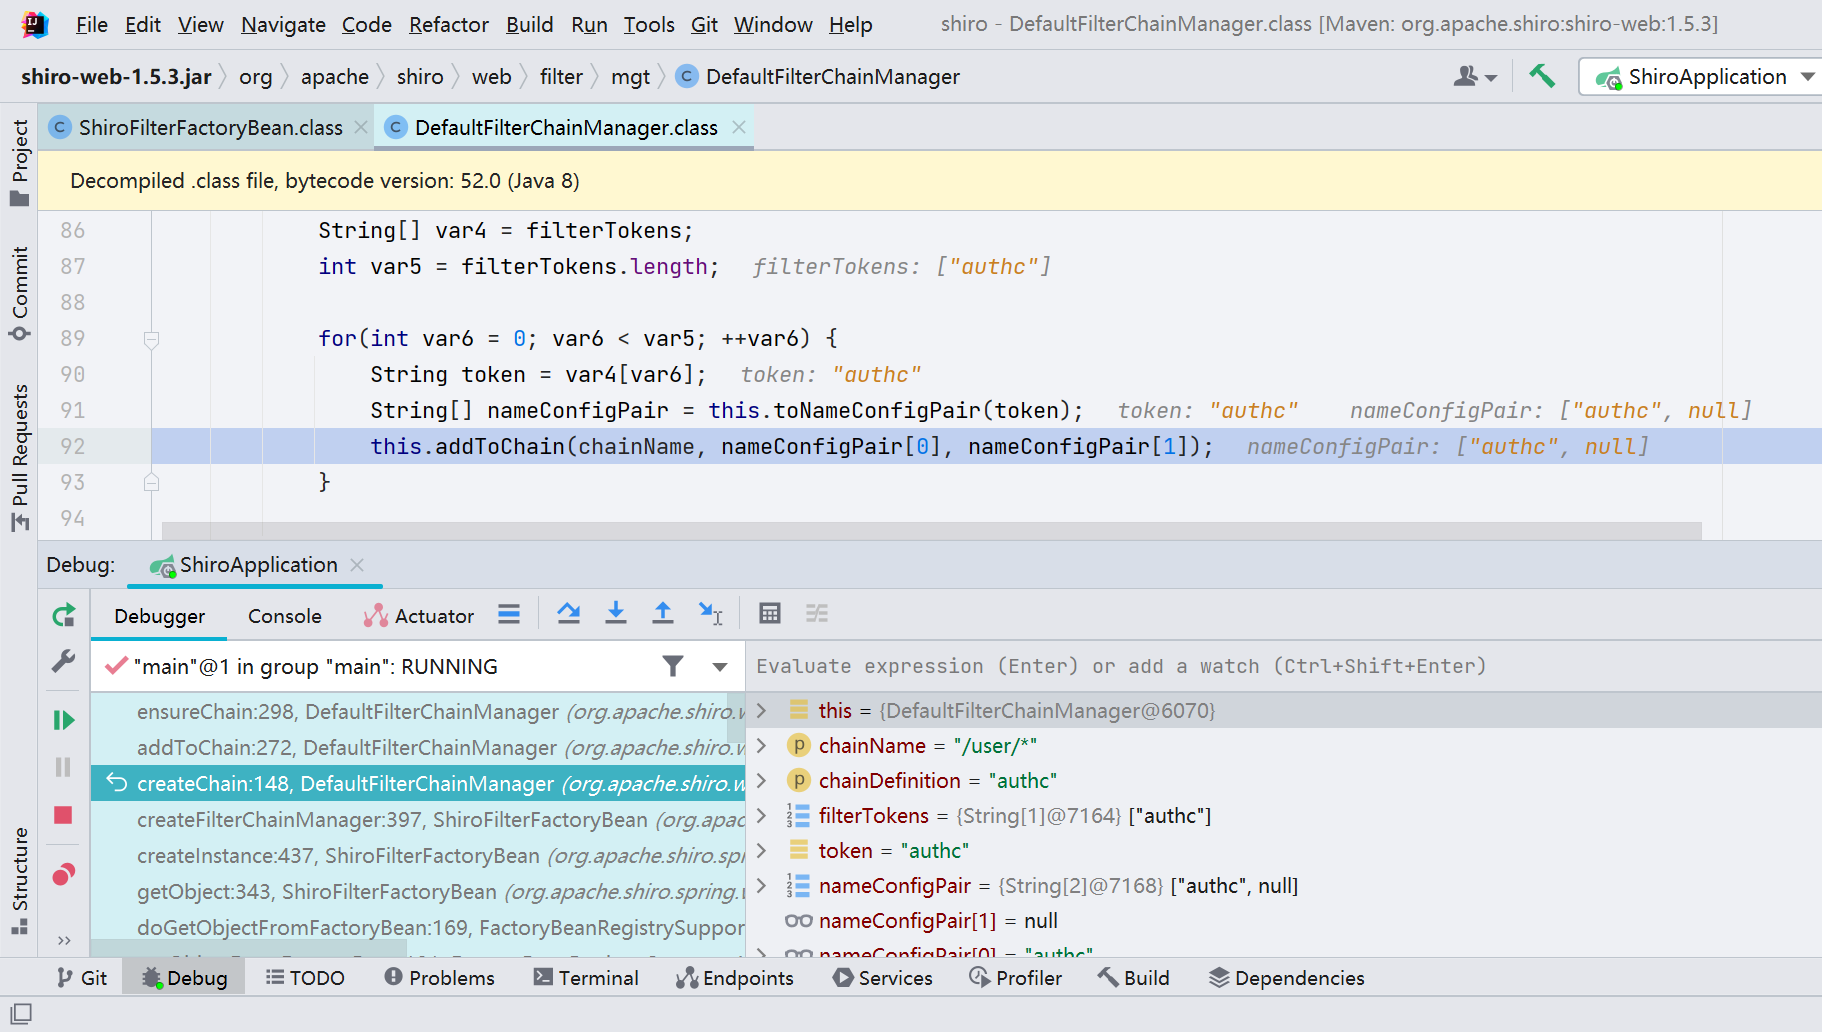 File Edit View Navigate Code Refactor Build Run Tools Git Window Help shiro - DefaultFilterChainManager.class [Maven: org.apache.shiro:shiro-web:1.5.3]
shiro-web-1.5.3.jar org apache shiro web filter mgt C DefaultFilterChainManager ShiroApplication
C ShiroFilterFactoryBean.class C DefaultFilterChainManager.class
Project
Commit
Pull Requests
Structure
Decompiled .class file, bytecode version: 52.0 (Java 8)
86 String[] var4 = filterTokens;
87 int var5 = filterTokens.length; filterTokens: ["authc"]
88
89 for(int var6 = 0; var6 < var5; ++var6) {
90 String token = var4[var6]; token: "authc"
91 String[] nameConfigPair = this.toNameConfigPair(token); token: "authc" nameConfigPair: ["authc", null]
92 this.addToChain(chainName, nameConfigPair[0], nameConfigPair[1]); nameConfigPair: ["authc", null]
93 }
94
Debug: ShiroApplication
Debugger Console Actuator
"main"@1 in group "main": RUNNING
ensureChain:298, DefaultFilterChainManager (org.apache.shiro.w
addToChain:272, DefaultFilterChainManager (org.apache.shiro.w
createChain:148, DefaultFilterChainManager (org.apache.shiro.w
createFilterChainManager:397, ShiroFilterFactoryBean (org.apac
createInstance:437, ShiroFilterFactoryBean (org.apache.shiro.spri
getObject:343, ShiroFilterFactoryBean (org.apache.shiro.spring.w
doGetObjectFromFactoryBean:169, FactoryBeanRegistrySuppor
Evaluate expression (Enter) or add a watch (Ctrl+Shift+Enter)
this = {DefaultFilterChainManager@6070}
p chainName = "/user/*"
p chainDefinition = "authc"
filterTokens = {String[1]@7164} ["authc"]
token = "authc"
nameConfigPair = {String[2]@7168} ["authc", null]
nameConfigPair[1] = null
nameConfigPair[0] = "authc"
Git Debug TODO Problems Terminal Endpoints Services Profiler Build Dependencies